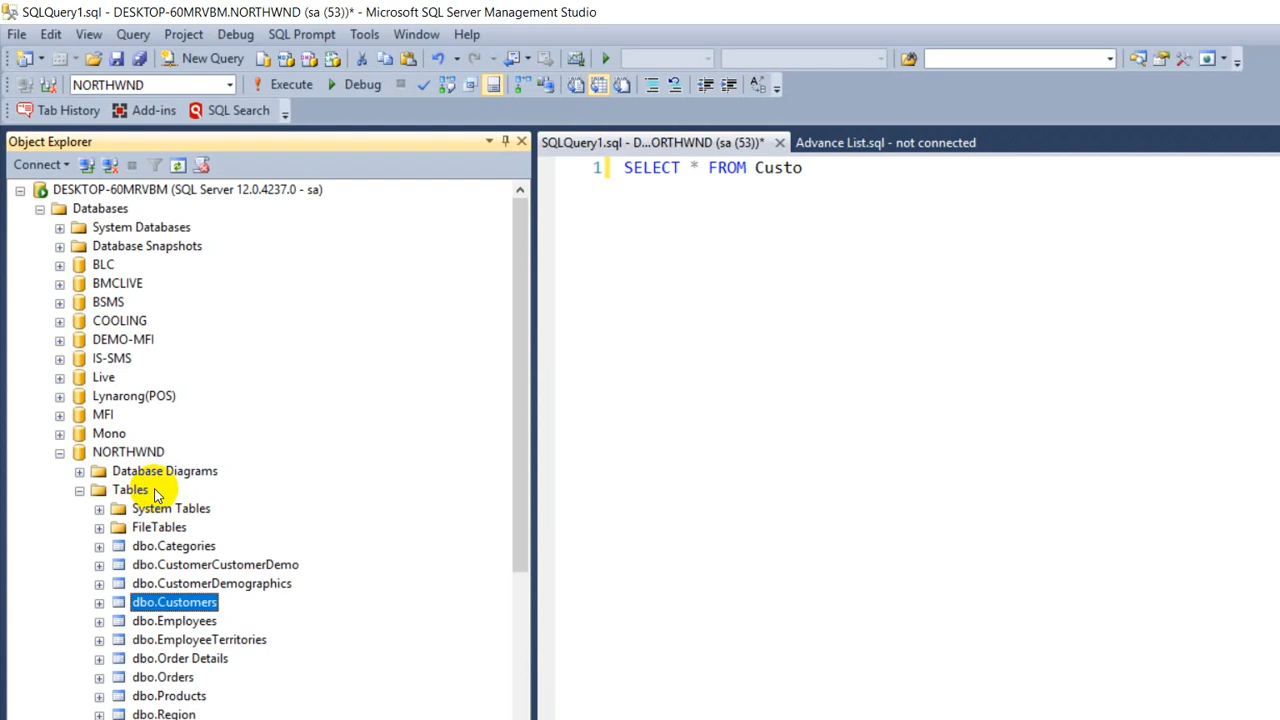 SQLQuery1.sql - DESKTOP-60MRVBM.NORTHWND (sa (53))* - Microsoft SQL Server Management Studio
File Edit View Query Project Debug SQL Prompt Tools Window Help
New Query
NORTHWND Execute Debug
Tab History Add-ins SQL Search
Object Explorer
SQLQuery1.sql - D...ORTHWND (sa (53))* Advance List.sql - not connected
Connect
1 SELECT * FROM Custo
DESKTOP-60MRVBM (SQL Server 12.0.4237.0 - sa)
Databases
System Databases
Database Snapshots
BLC
BMCLIVE
BSMS
COOLING
DEMO-MFI
IS-SMS
Live
Lynarong(POS)
MFI
Mono
NORTHWND
Database Diagrams
Tables
System Tables
FileTables
dbo.Categories
dbo.CustomerCustomerDemo
dbo.CustomerDemographics
dbo.Customers
dbo.Employees
dbo.EmployeeTerritories
dbo.Order Details
dbo.Orders
dbo.Products
dbo.Region